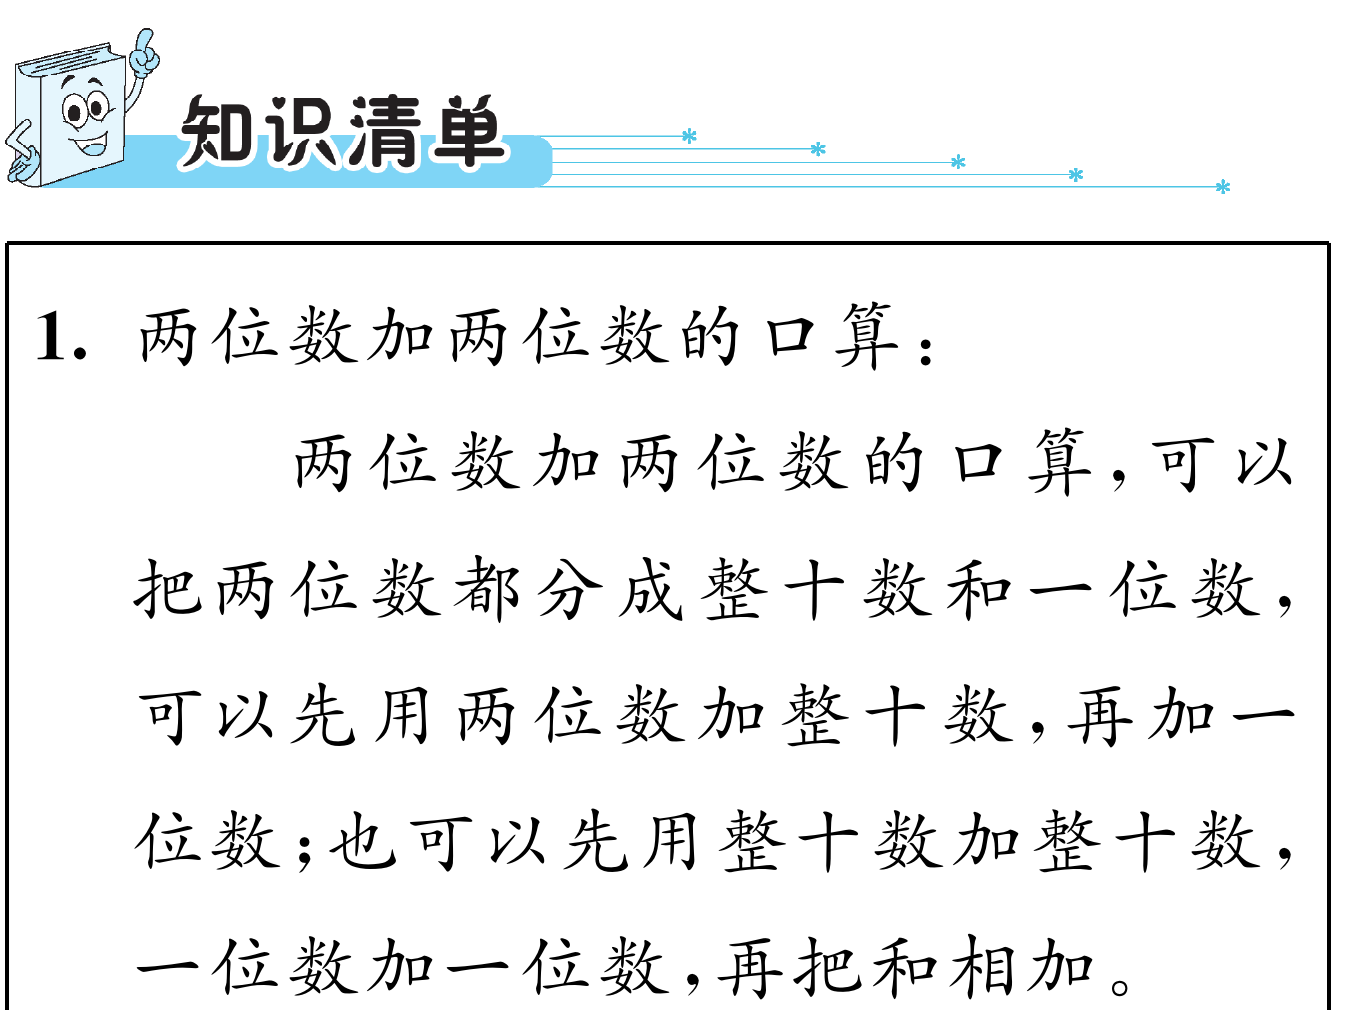 知识清单
1. 两位数加两位数的口算：
两位数加两位数的口算，可以
把两位数都分成整十数和一位数，
可以先用两位数加整十数，再加一
位数；也可以先用整十数加整十数，
一位数加一位数，再把和相加。